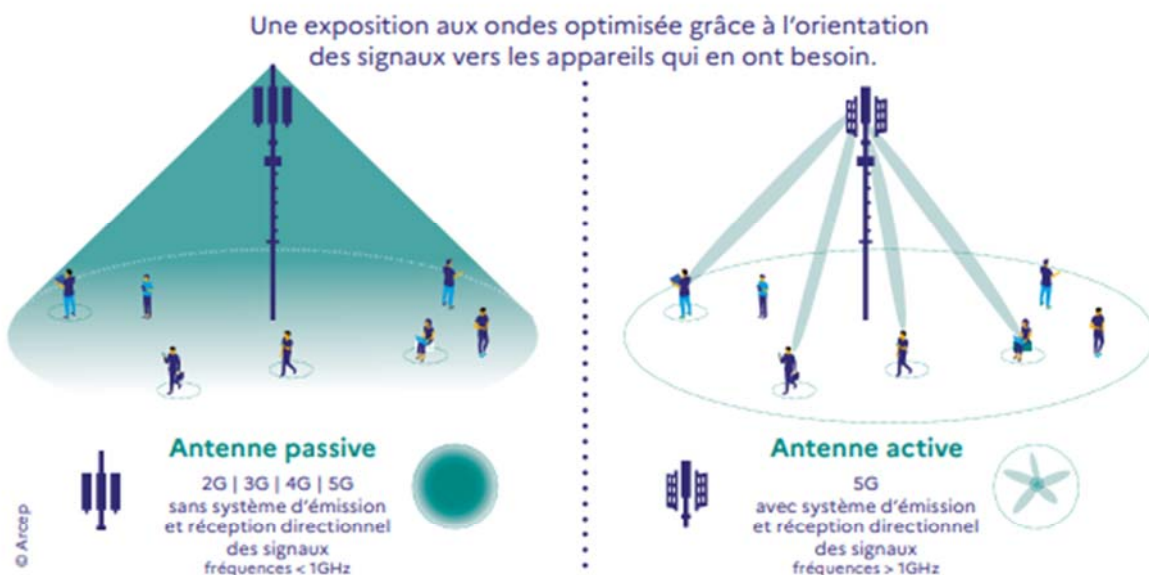 Une exposition aux ondes optimisée grâce à l'orientation
des signaux vers les appareils qui en ont besoin.
Antenne passive
2G | 3G | 4G | 5G
sans système d'émission
et réception directionnel
des signaux
fréquences < 1GHz
Antenne active
5G
avec système d'émission
et réception directionnel
des signaux
fréquences > 1GHz
© Arcep